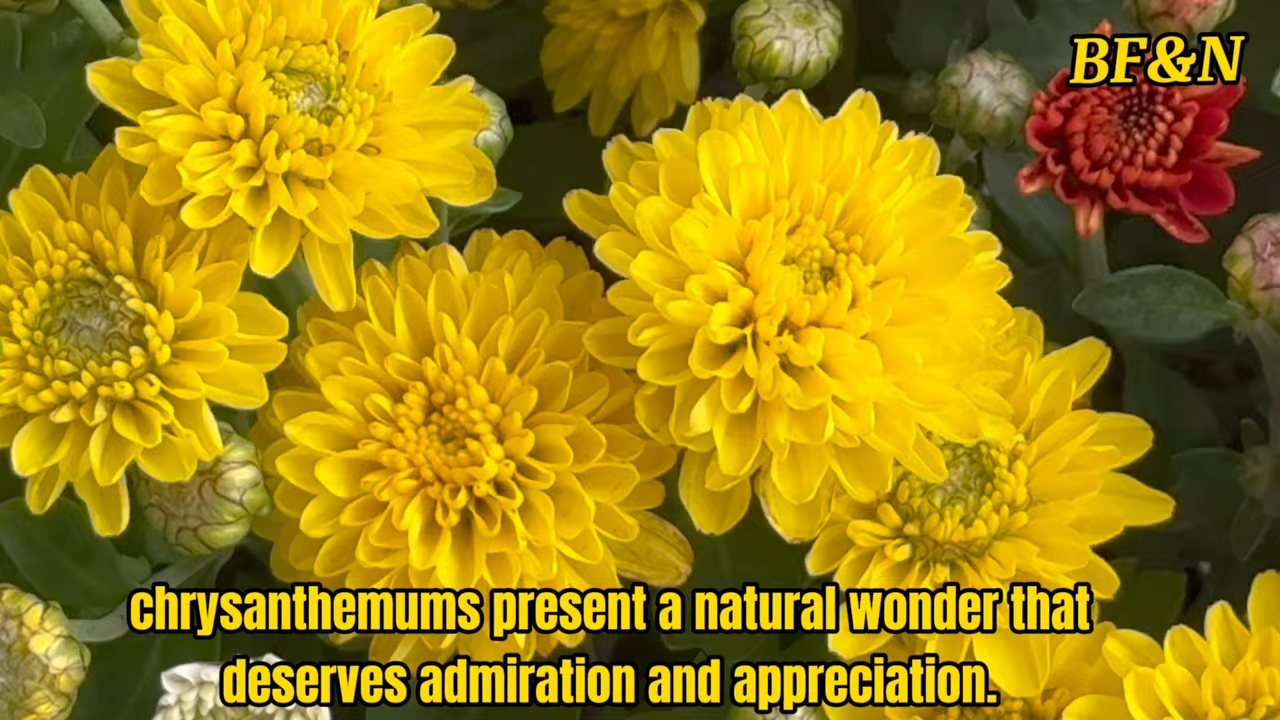 BF&N
chrysanthemums present a natural wonder that
deserves admiration and appreciation.